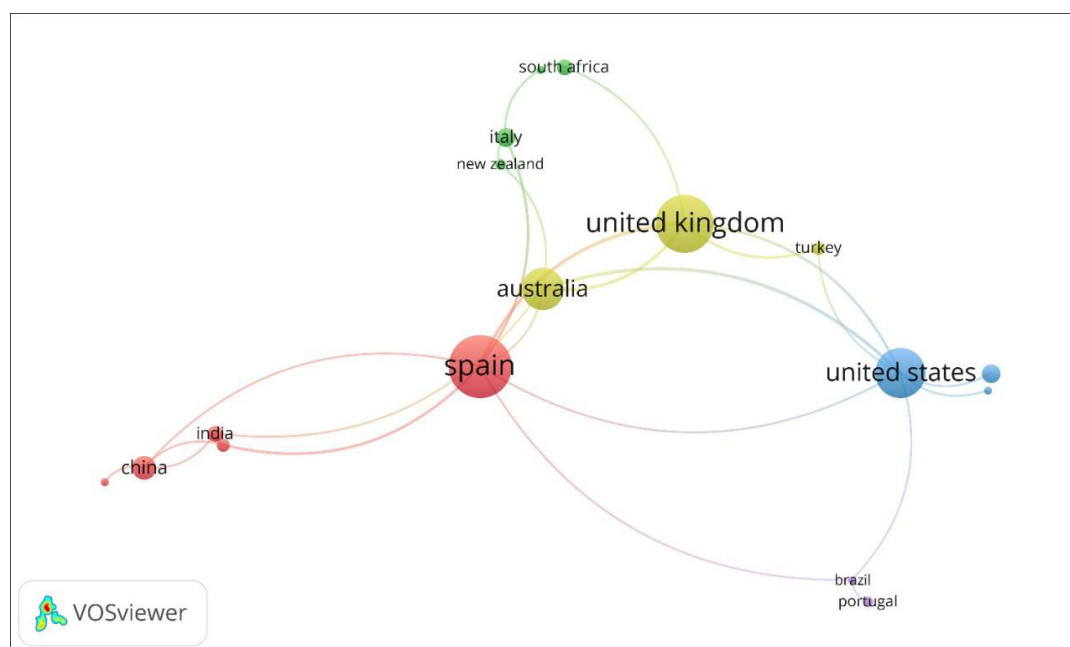 south africa
italy
new zealand
united kingdom
turkey
australia
spain
united states
india
china
brazil
portugal
VOSviewer